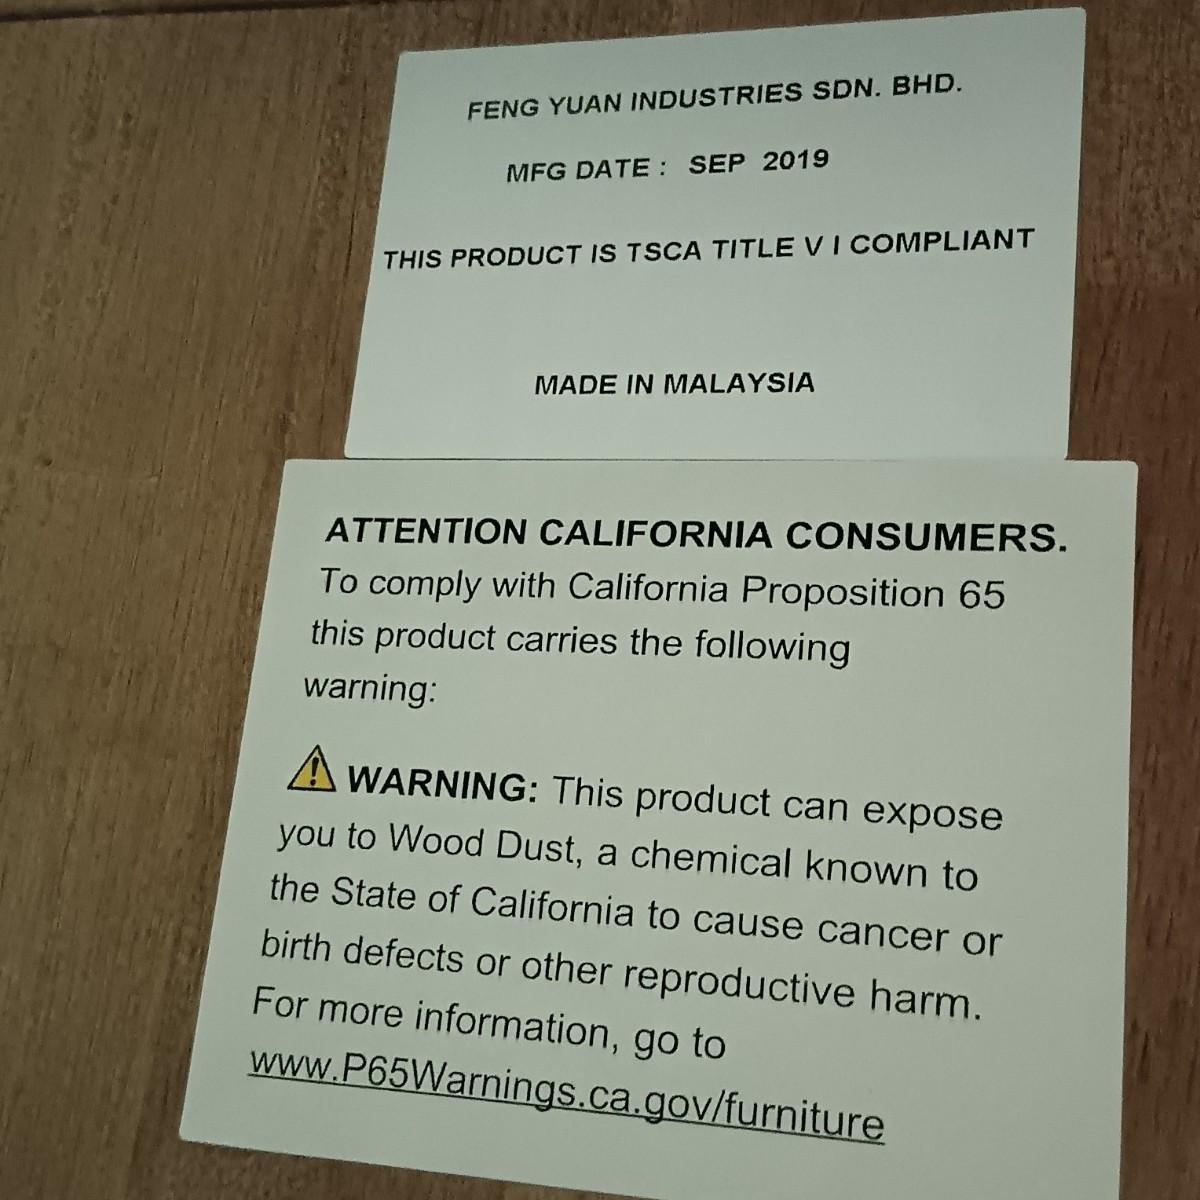 FENG YUAN INDUSTRIES SDN. BHD.
MFG DATE : SEP 2019
THIS PRODUCT IS TSCA TITLE V I COMPLIANT
MADE IN MALAYSIA
ATTENTION CALIFORNIA CONSUMERS.
To comply with California Proposition 65
this product carries the following
warning:
WARNING: This product can expose
you to Wood Dust, a chemical known to
the State of California to cause cancer or
birth defects or other reproductive harm.
For more information, go to
www.P65Warnings.ca.gov/furniture